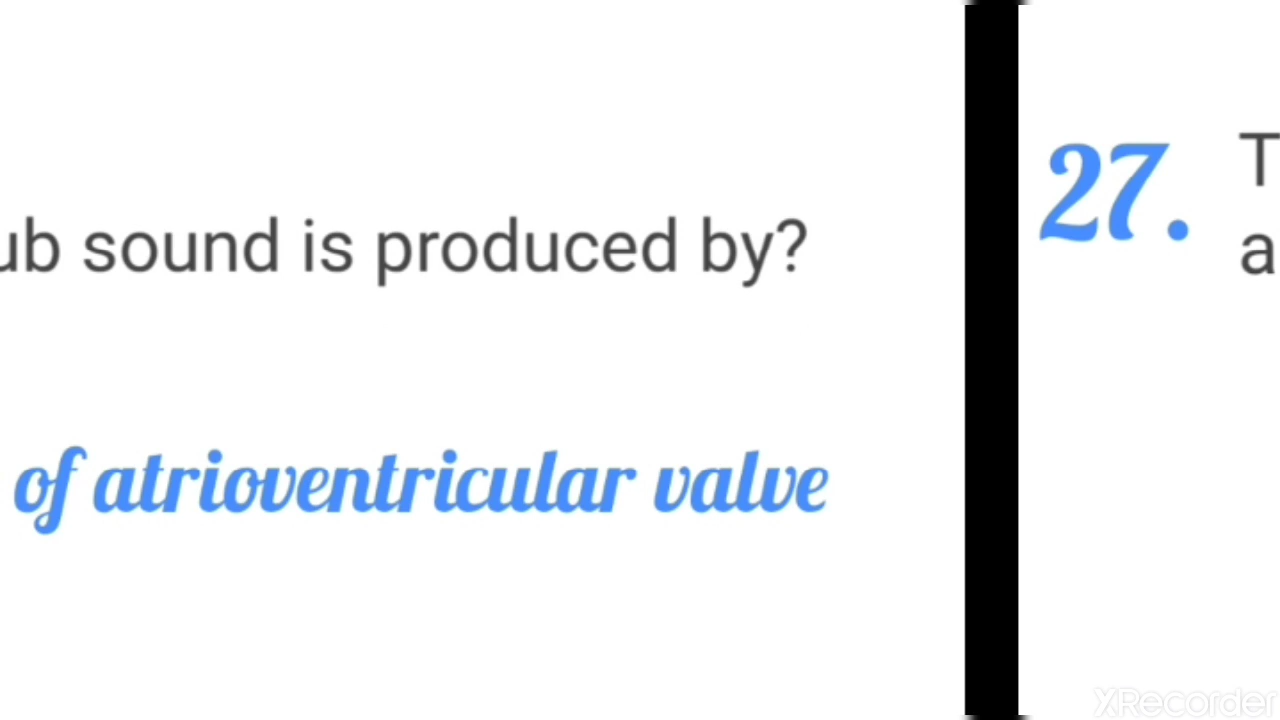 ub sound is produced by?
of atrioventricular valve
27.
T
a
XRecorder